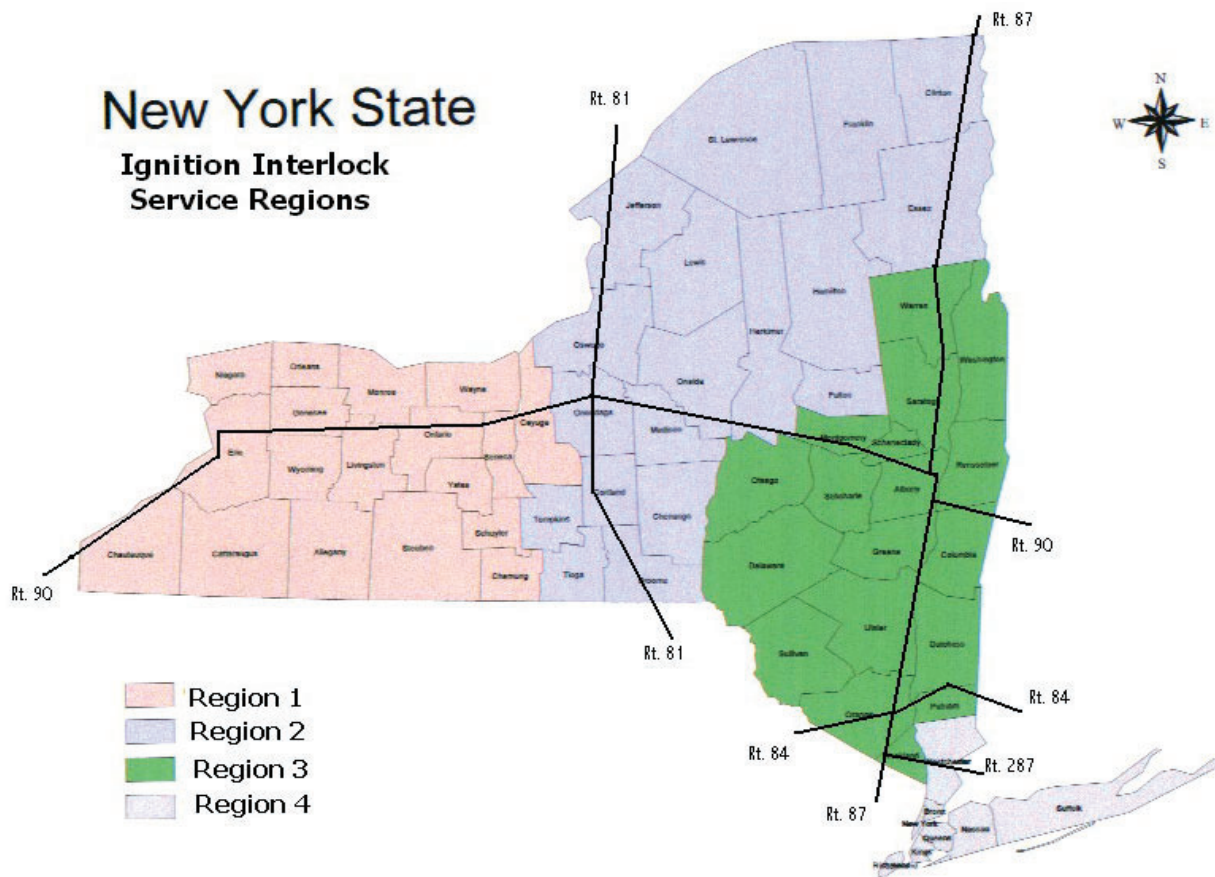 Rt. 87
New York State
Ignition Interlock
Service Regions
Rt. 81
N
W
E
S
Clinton
Franklin
St. Lawrence
Essex
Jefferson
Lewis
Hamilton
Herkimer
Warren
Washington
Oswego
Oneida
Fulton
Saratoga
Niagara
Orleans
Monroe
Wayne
Genesee
Cayuga
Onondaga
Madison
Ontario
Seneca
Montgomery
Schenectady
Rensselaer
Erie
Wyoming
Livingston
Yates
Otsego
Schoharie
Albany
Cortland
Chenango
Tompkins
Schuyler
Rt. 90
Chautauqua
Cattaraugus
Allegany
Steuben
Chemung
Tioga
Broome
Delaware
Greene
Columbia
Rt. 90
Rt. 81
Ulster
Sullivan
Dutchess
Region 1
Region 2
Region 3
Region 4
Orange
Putnam
Rt. 84
Rt. 84
Rt. 287
Rt. 87
Bronx
New York
Queens
Kings
Nassau
Suffolk
Richmond